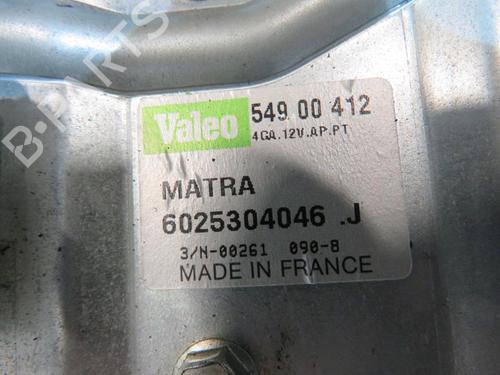 B-PARTS
Valeo 549 00 412
4GA.12V.AP.PT
MATRA
6025304046 .J
3/N-00261 090-8
MADE IN FRANCE